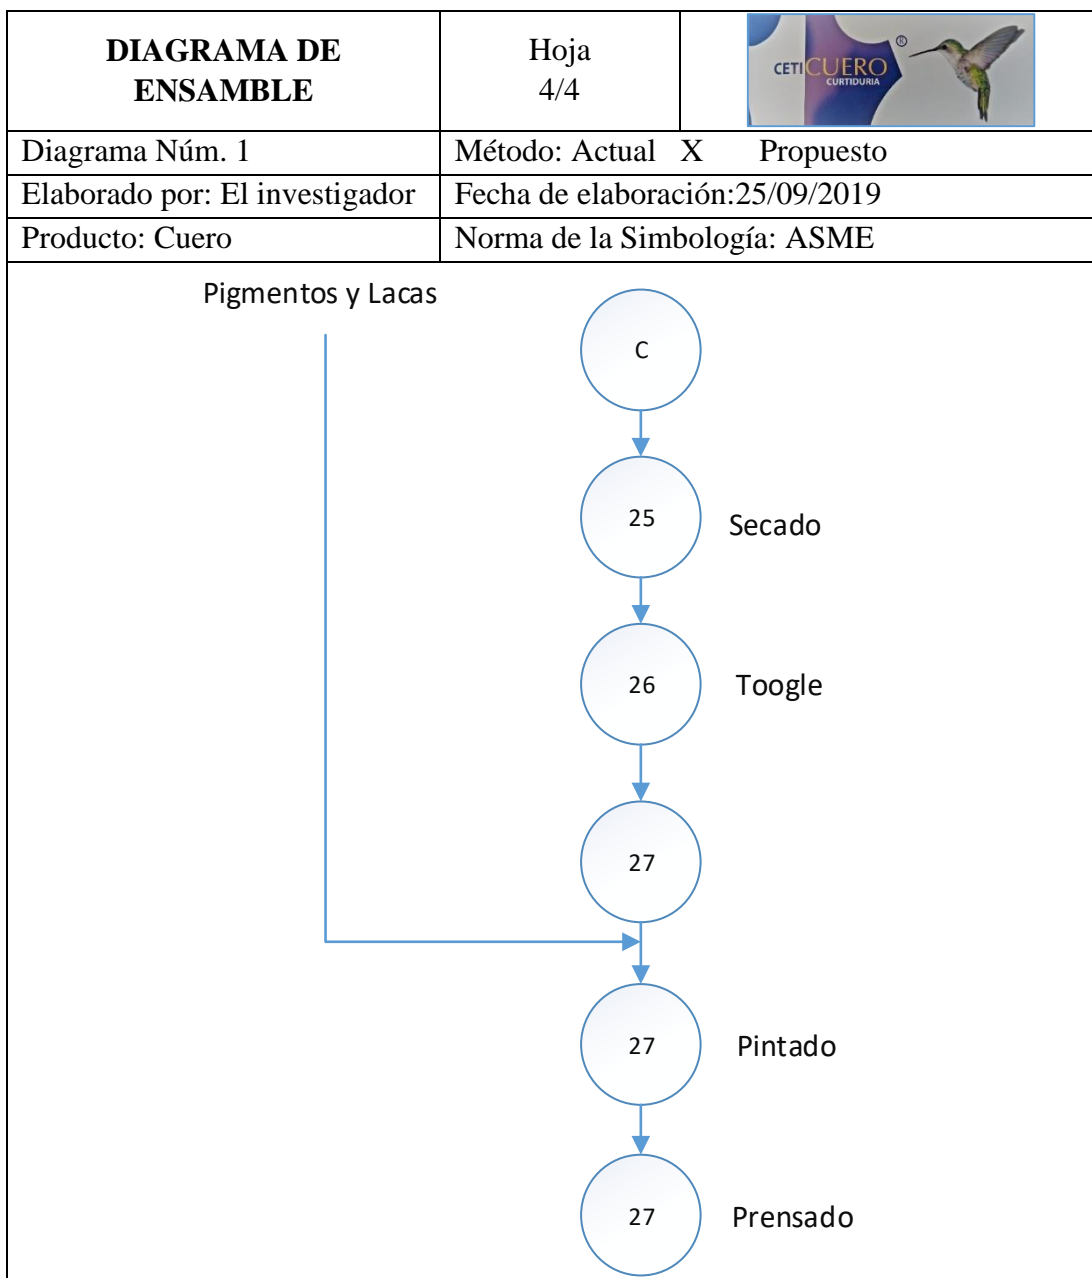 DIAGRAMA DE
ENSAMBLE
Hoja
4/4
CETICUERO
®
CURTIDURIA
Diagrama Núm. 1
Método: Actual X Propuesto
Elaborado por: El investigador
Fecha de elaboración:25/09/2019
Producto: Cuero
Norma de la Simbología: ASME
Pigmentos y Lacas
C
25
Secado
26
Toogle
27
27
Pintado
27
Prensado